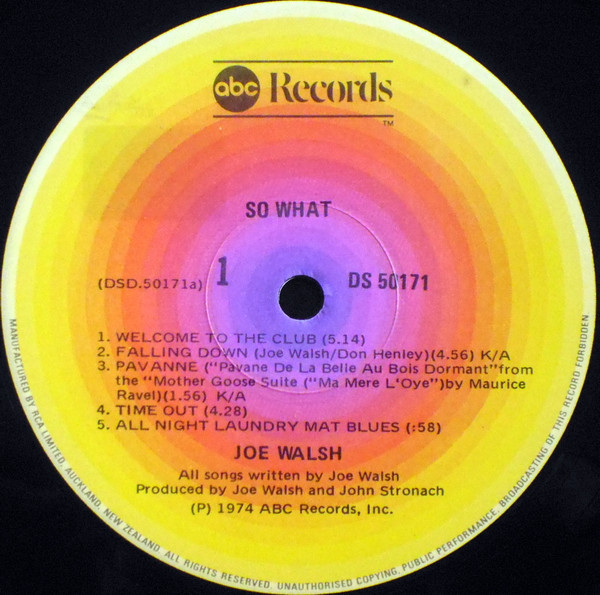 abc Records
TM
SO WHAT
(DSD.50171a) 1 DS 50171
1. WELCOME TO THE CLUB (5.14)
2. FALLING DOWN (Joe Walsh/Don Henley)(4.56) K/A
3. PAVANNE ("Pavane De La Belle Au Bois Dormant"from
the "Mother Goose Suite ("Ma Mere L'Oye")by Maurice
Ravel)(1.56) K/A
4. TIME OUT (4.28)
5. ALL NIGHT LAUNDRY MAT BLUES (:58)
JOE WALSH
All songs written by Joe Walsh
Produced by Joe Walsh and John Stronach
(P) 1974 ABC Records, Inc.
MANUFACTURED BY RCA LIMITED, AUCKLAND, NEW ZEALAND. ALL RIGHTS RESERVED. UNAUTHORISED COPYING, PUBLIC PERFORMANCE, BROADCASTING OF THIS RECORD FORBIDDEN